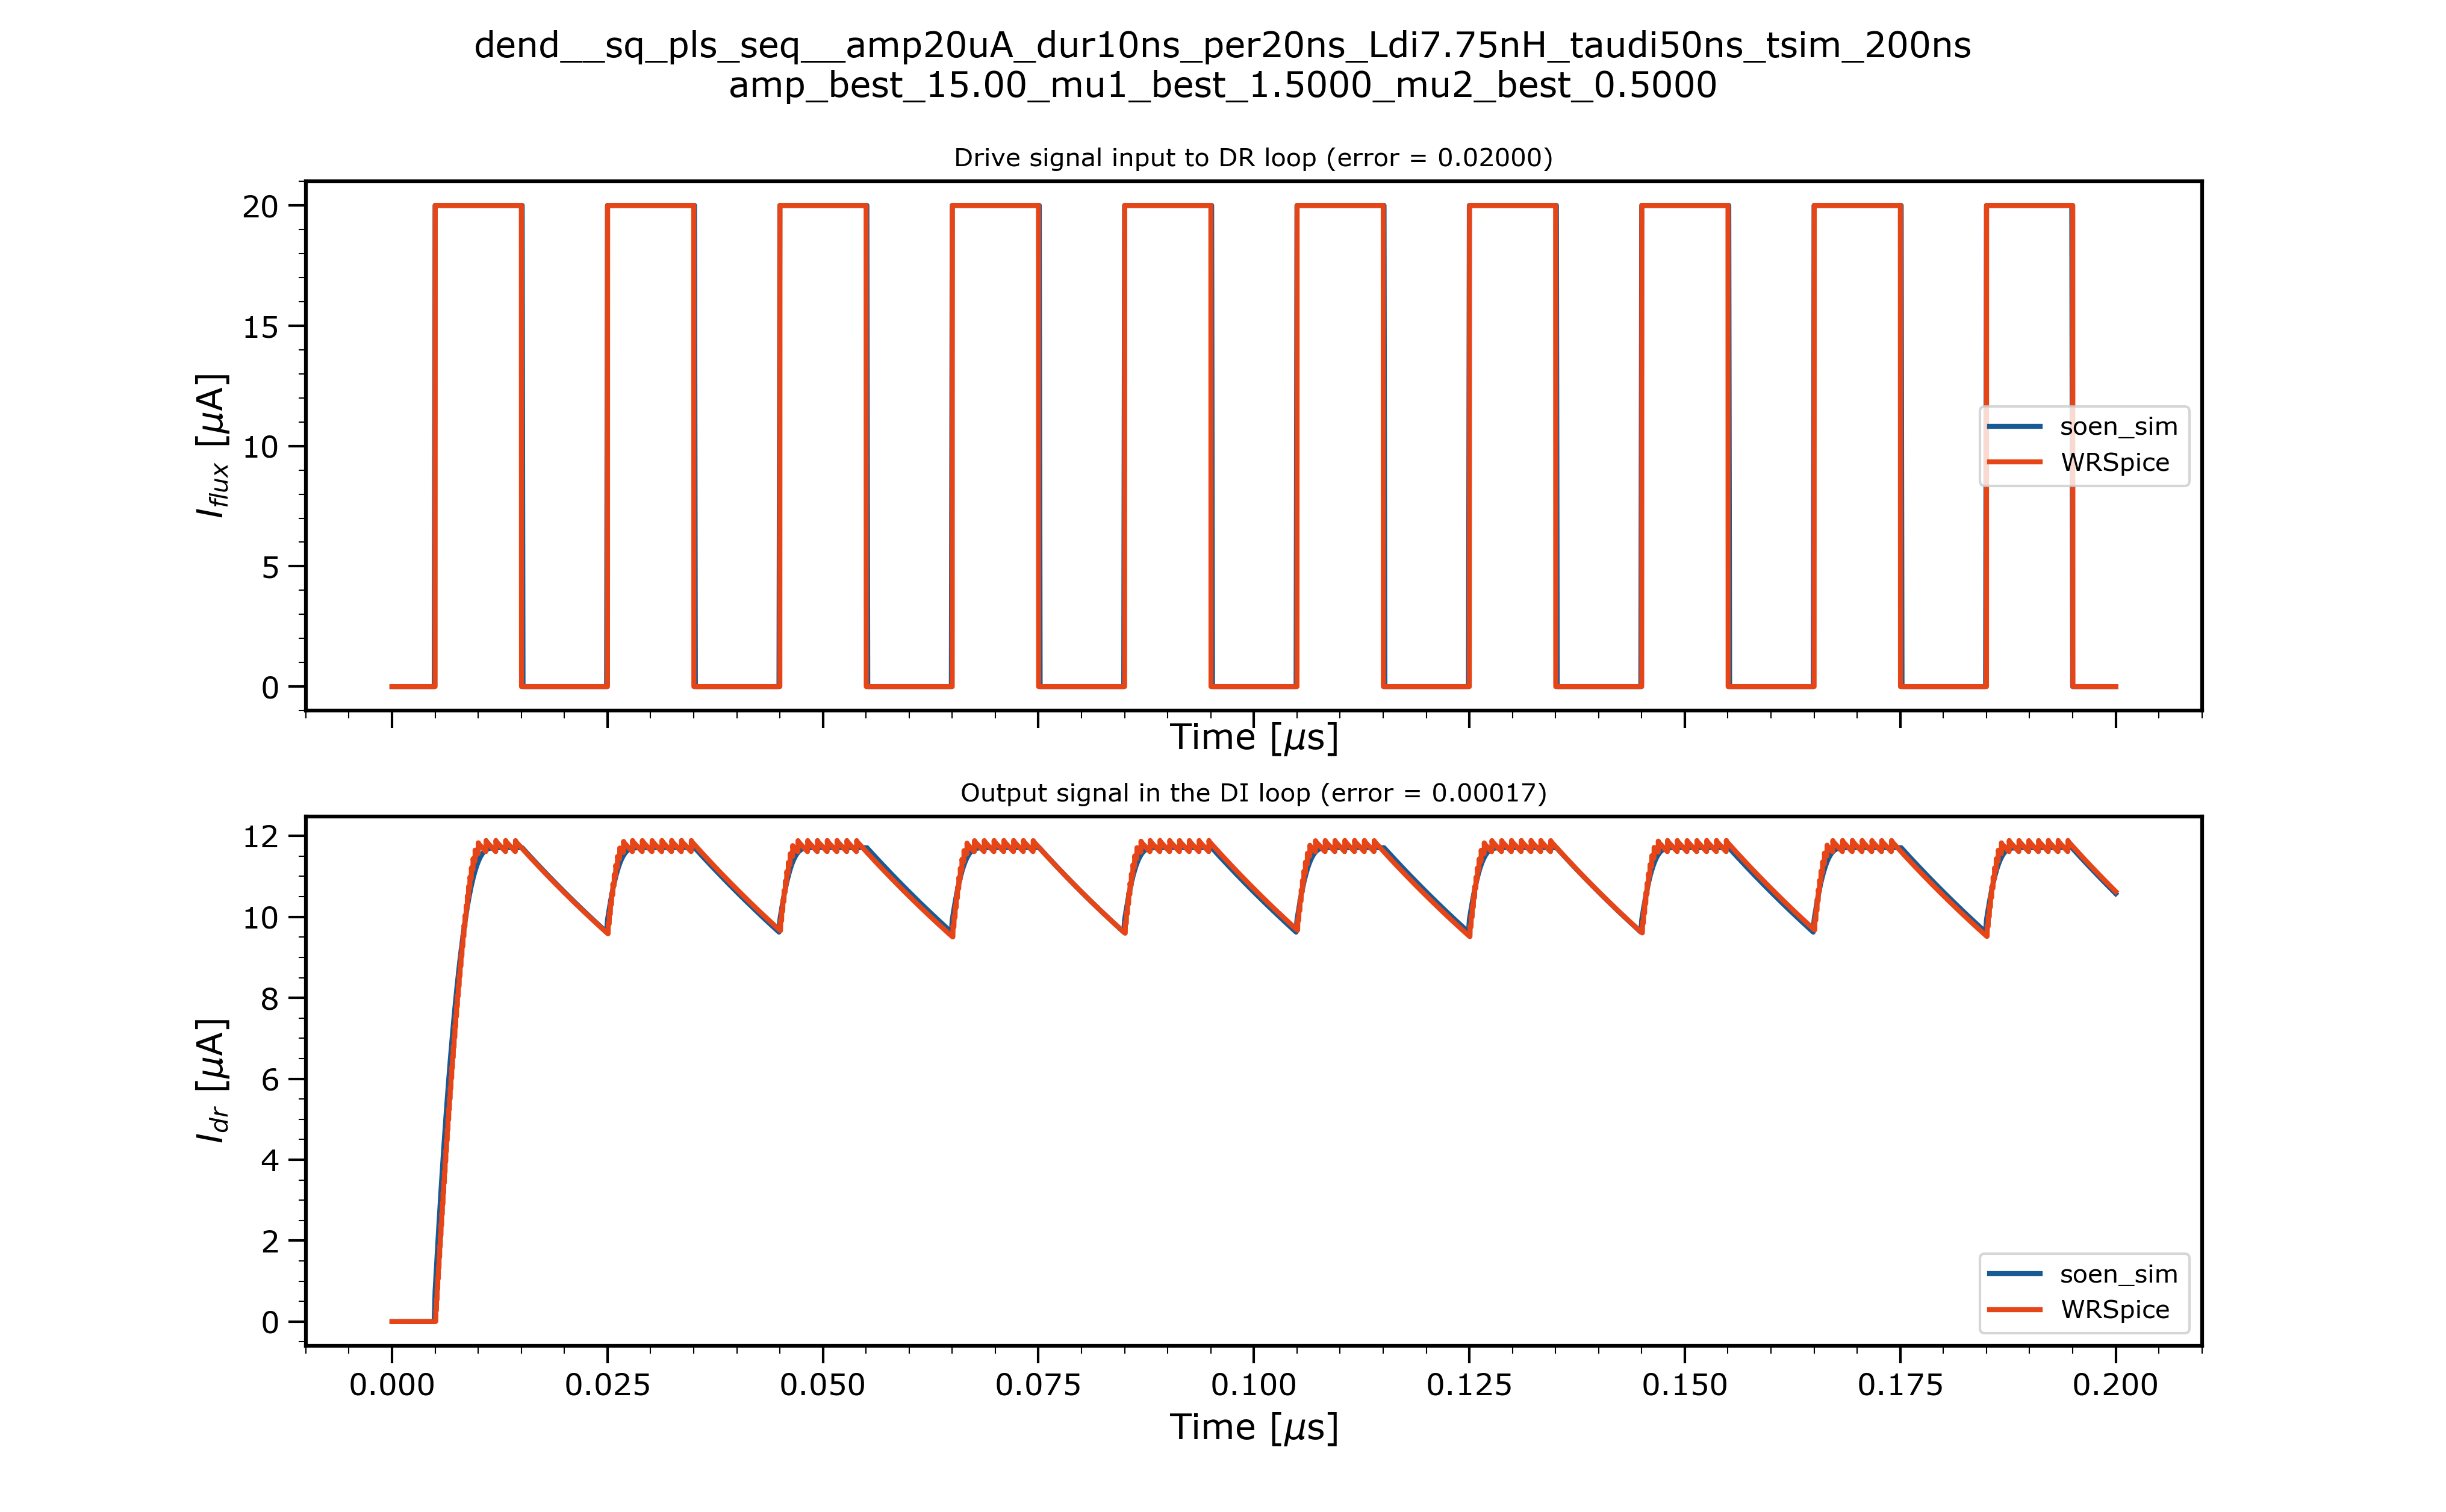 dend__sq_pls_seq__amp20uA_dur10ns_per20ns_Ldi7.75nH_taudi50ns_tsim_200ns
amp_best_15.00_mu1_best_1.5000_mu2_best_0.5000
Drive signal input to DR loop (error = 0.02000)
20
15
10
5
0
I_flux [μA]
soen_sim
WRSpice
Time [μs]
Output signal in the DI loop (error = 0.00017)
12
10
8
6
4
2
0
I_dr [μA]
soen_sim
WRSpice
0.000 0.025 0.050 0.075 0.100 0.125 0.150 0.175 0.200
Time [μs]